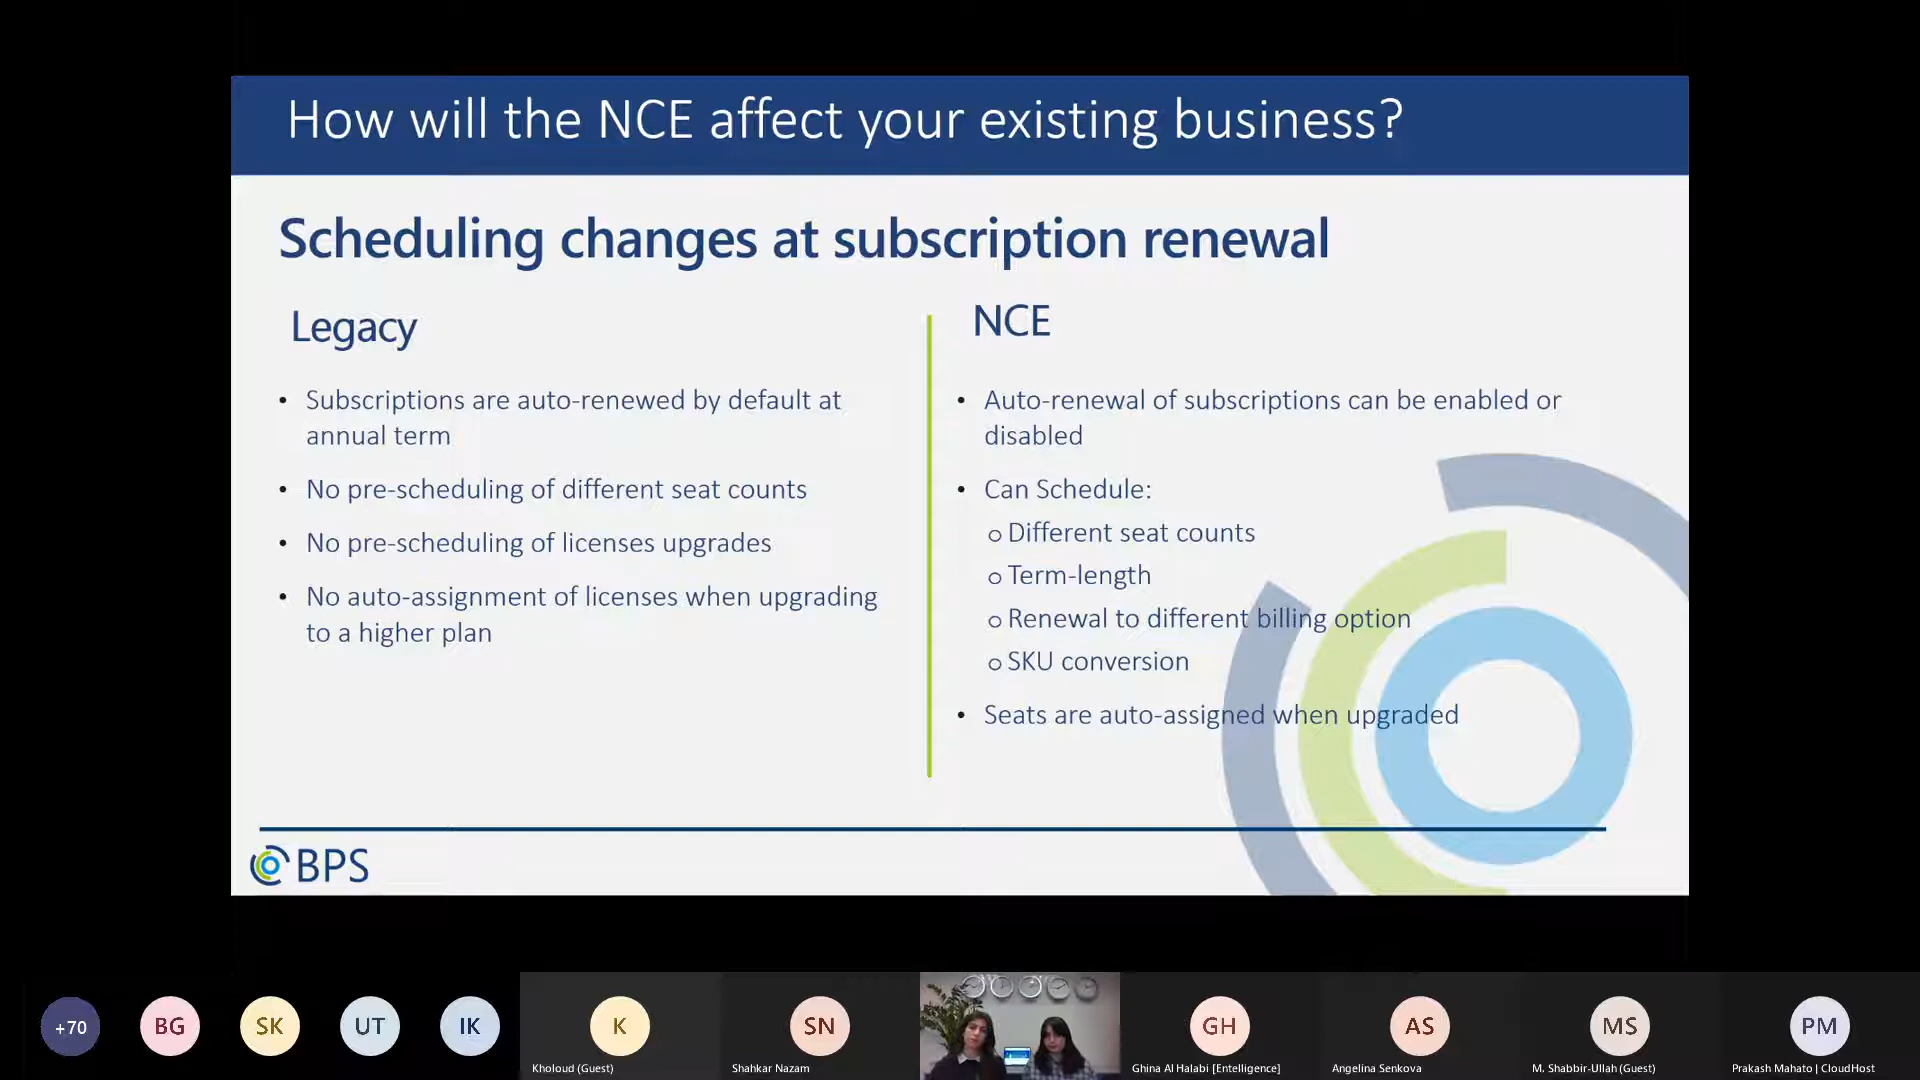 How will the NCE affect your existing business?
Scheduling changes at subscription renewal
Legacy
• Subscriptions are auto-renewed by default at
annual term
• No pre-scheduling of different seat counts
• No pre-scheduling of licenses upgrades
• No auto-assignment of licenses when upgrading
to a higher plan
NCE
• Auto-renewal of subscriptions can be enabled or
disabled
• Can Schedule:
o Different seat counts
o Term-length
o Renewal to different billing option
o SKU conversion
• Seats are auto-assigned when upgraded
BPS
+70
BG
SK
UT
IK
K
Kholoud (Guest)
SN
Shahkar Nazam
GH
Ghina Al Halabi [Entelligence]
AS
Angelina Senkova
MS
M. Shabbir-Ullah (Guest)
PM
Prakash Mahato | CloudHost